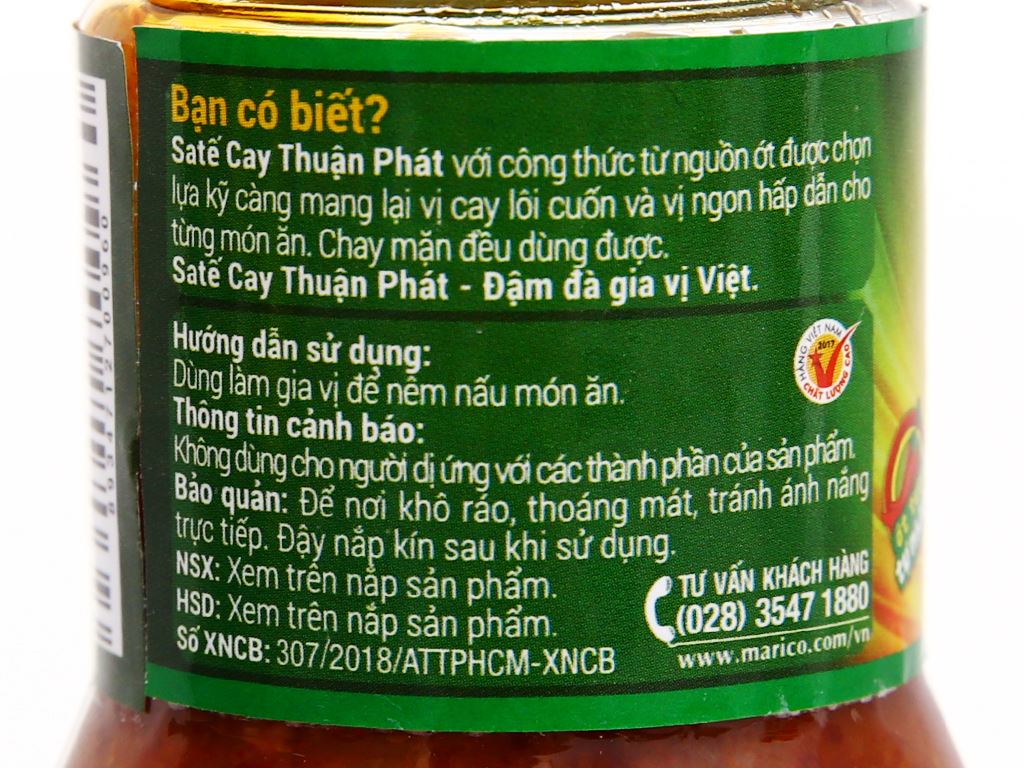 Bạn có biết?
Satế Cay Thuận Phát với công thức từ nguồn ớt được chọn
lựa kỹ càng mang lại vị cay lôi cuốn và vị ngon hấp dẫn cho
từng món ăn. Chay mặn đều dùng được.
Satế Cay Thuận Phát - Đậm đà gia vị Việt.
Hướng dẫn sử dụng:
Dùng làm gia vị để nêm nấu món ăn.
Thông tin cảnh báo:
Không dùng cho người dị ứng với các thành phần của sản phẩm.
Bảo quản: Để nơi khô ráo, thoáng mát, tránh ánh nắng
trực tiếp. Đậy nắp kín sau khi sử dụng.
NSX: Xem trên nắp sản phẩm.
HSD: Xem trên nắp sản phẩm.
Số XNCB: 307/2018/ATTPHCM-XNCB
HÀNG VIỆT NAM
2017
CHẤT LƯỢNG CAO
TƯ VẤN KHÁCH HÀNG
(028) 3547 1880
www.marico.com/vn
8934712700960